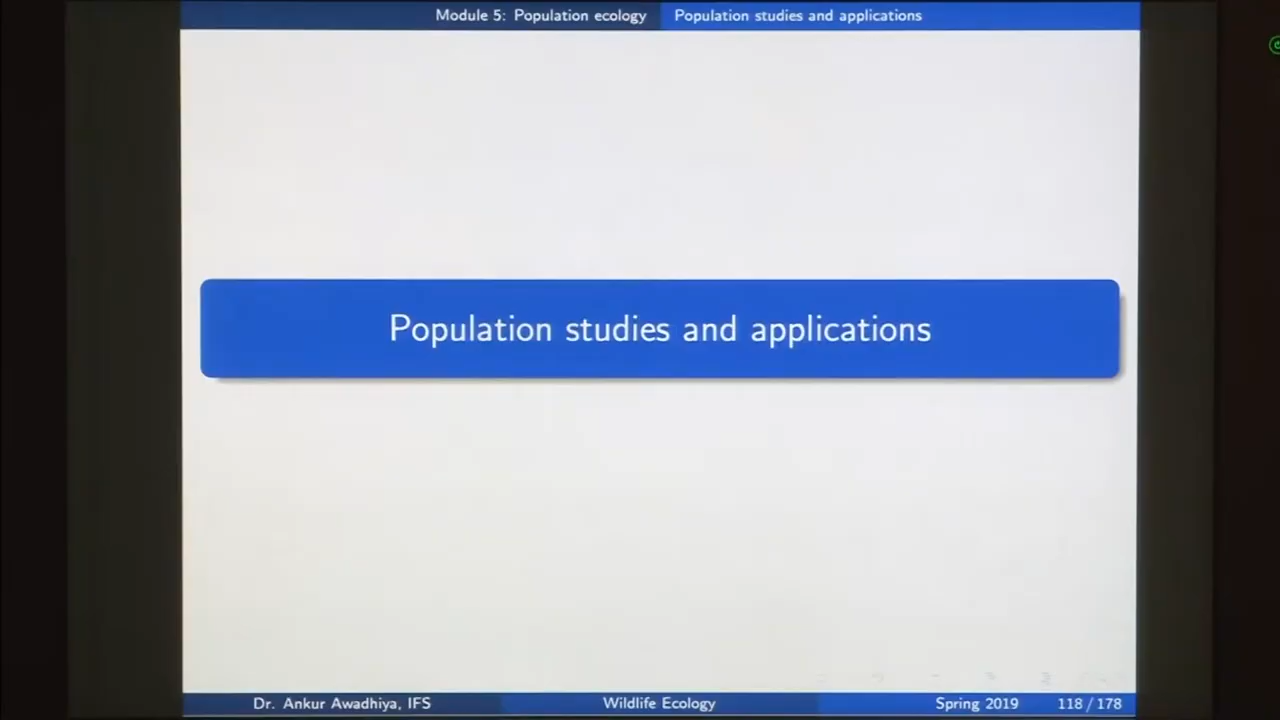 Module 5: Population ecology Population studies and applications
Population studies and applications
Dr. Ankur Awadhiya, IFS Wildlife Ecology Spring 2019 118 / 178